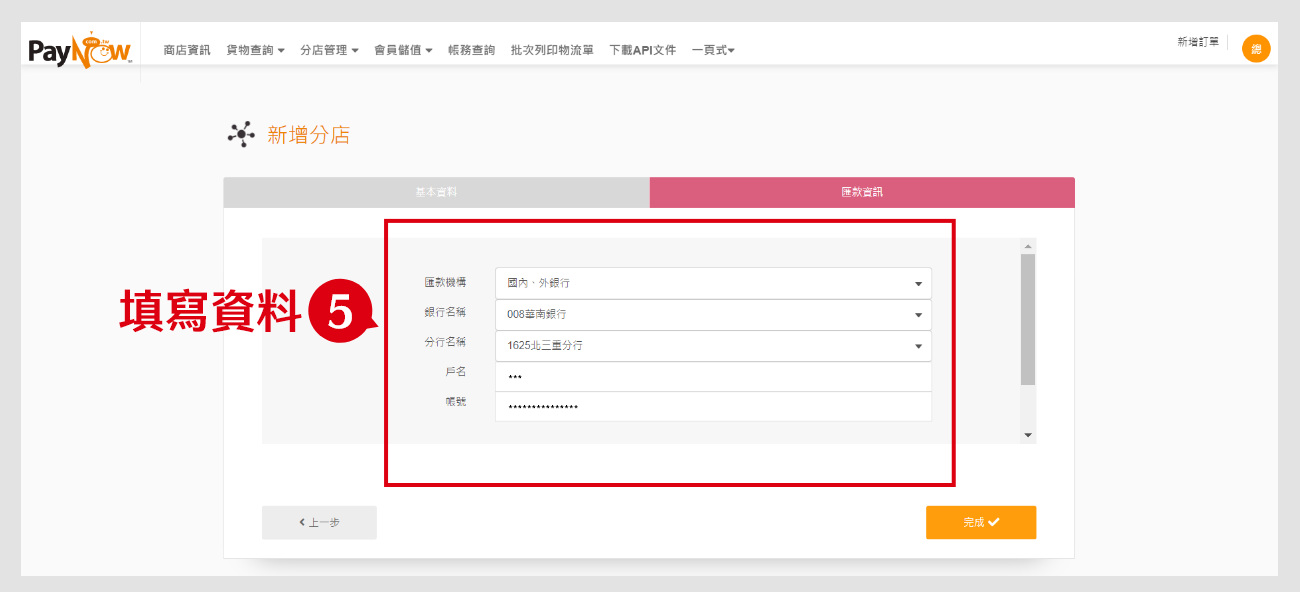 PayNow
com.tw
商店資訊 貨物查詢 分店管理 會員儲值 帳務查詢 批次列印物流單 下載API文件 一頁式
新增訂單
新增分店
基本資料 匯款資訊
填寫資料 5
匯款機構 國內、外銀行
銀行名稱 008華南銀行
分行名稱 1625北三重分行
戶名 ***
帳號 ***************
上一步
完成